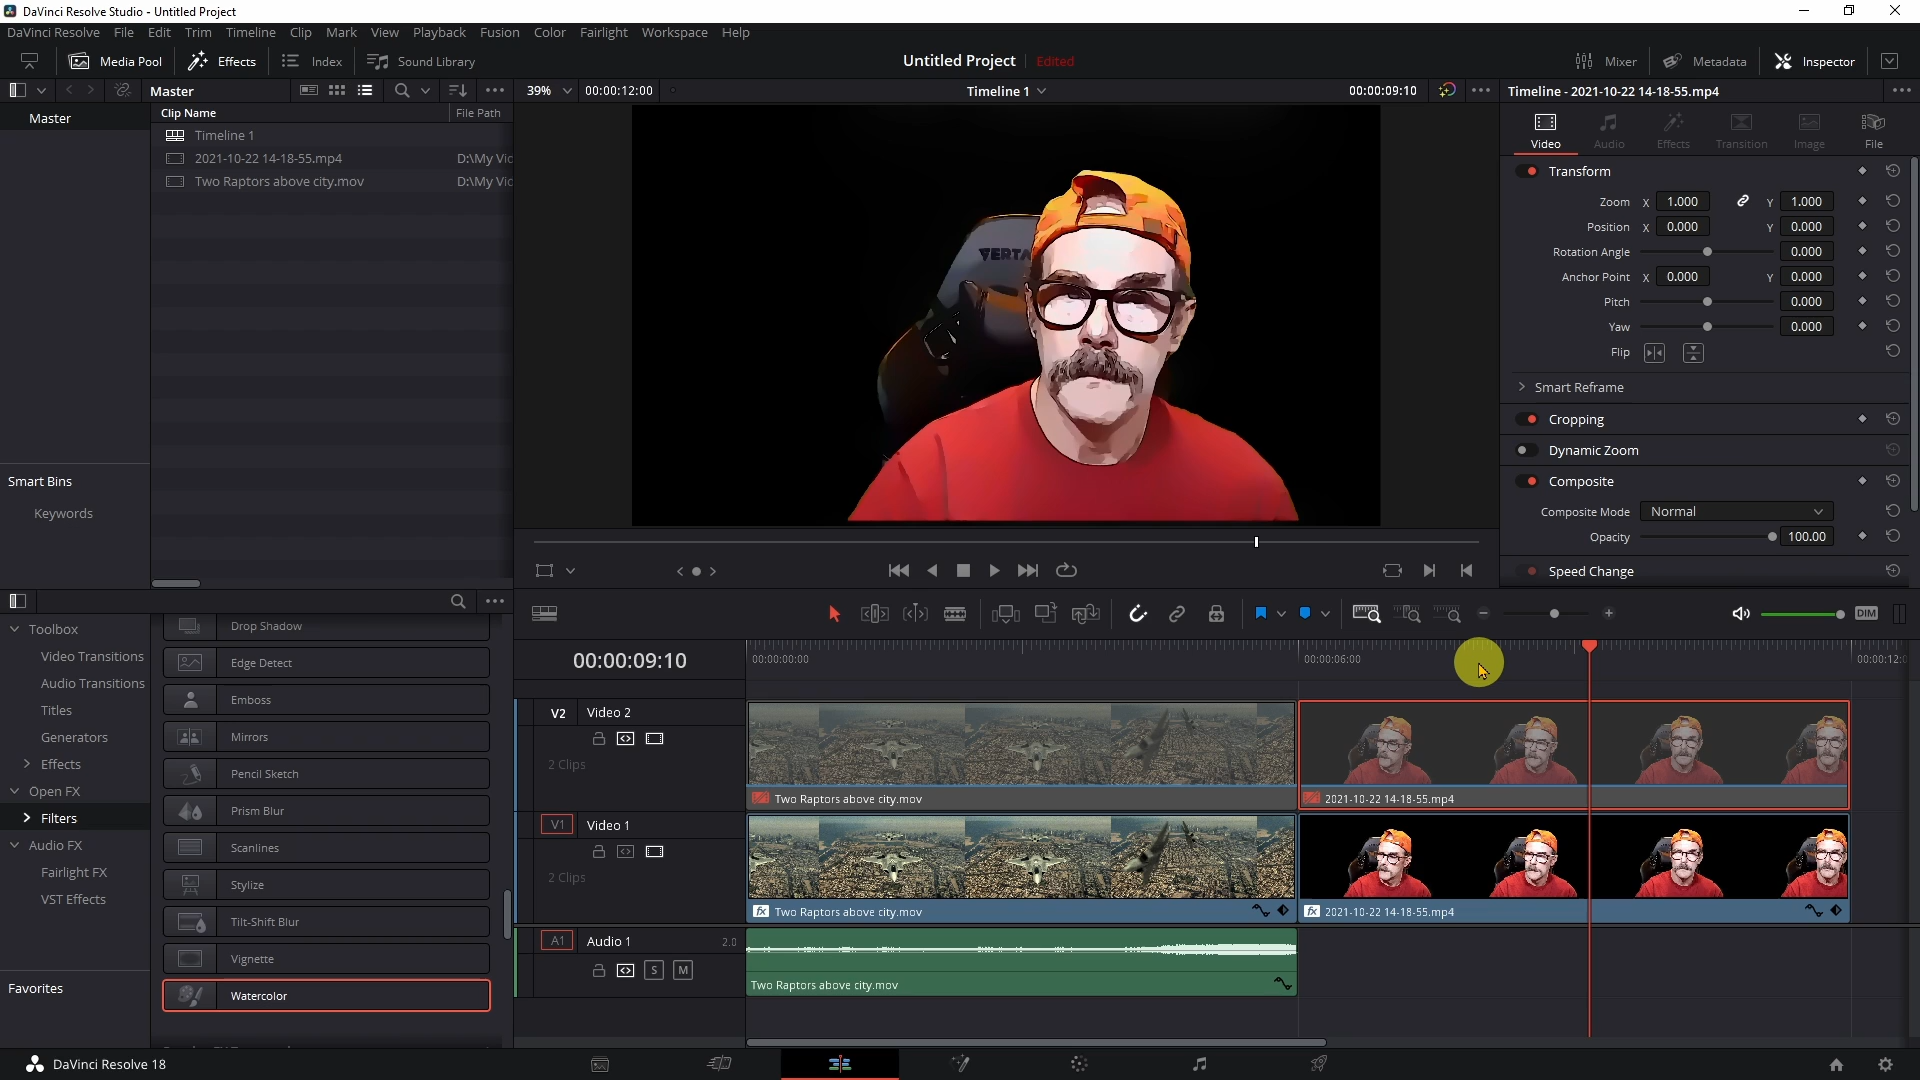 DaVinci Resolve Studio - Untitled Project
DaVinci Resolve File Edit Trim Timeline Clip Mark View Playback Fusion Color Fairlight Workspace Help
Media Pool Effects Index Sound Library Untitled Project Edited Mixer Metadata Inspector
Master 39% 00:00:12:00 Timeline 1 00:00:09:10 Timeline - 2021-10-22 14-18-55.mp4
Master
Clip Name File Path
Timeline 1
2021-10-22 14-18-55.mp4 D:\My Vic
Two Raptors above city.mov D:\My Vic
Smart Bins
Keywords
VERTA
Video Audio Effects Transition Image File
Transform
Zoom X 1.000 Y 1.000
Position X 0.000 Y 0.000
Rotation Angle 0.000
Anchor Point X 0.000 Y 0.000
Pitch 0.000
Yaw 0.000
Flip
Smart Reframe
Cropping
Dynamic Zoom
Composite
Composite Mode Normal
Opacity 100.00
Speed Change
DIM
Toolbox
Video Transitions
Audio Transitions
Titles
Generators
Effects
Open FX
Filters
Audio FX
Fairlight FX
VST Effects
Favorites
Drop Shadow
Edge Detect
Emboss
Mirrors
Pencil Sketch
Prism Blur
Scanlines
Stylize
Tilt-Shift Blur
Vignette
Watercolor
00:00:09:10 00:00:00:00 00:00:06:00 00:00:12:
V2 Video 2
2 Clips
Two Raptors above city.mov 2021-10-22 14-18-55.mp4
V1 Video 1
2 Clips
fx Two Raptors above city.mov fx 2021-10-22 14-18-55.mp4
A1 Audio 1 2.0
S M
Two Raptors above city.mov
DaVinci Resolve 18